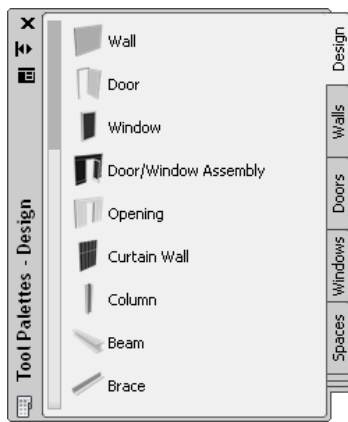 Tool Palettes - Design
Wall
Door
Window
Door/Window Assembly
Opening
Curtain Wall
Column
Beam
Brace
Design
Walls
Doors
Windows
Spaces